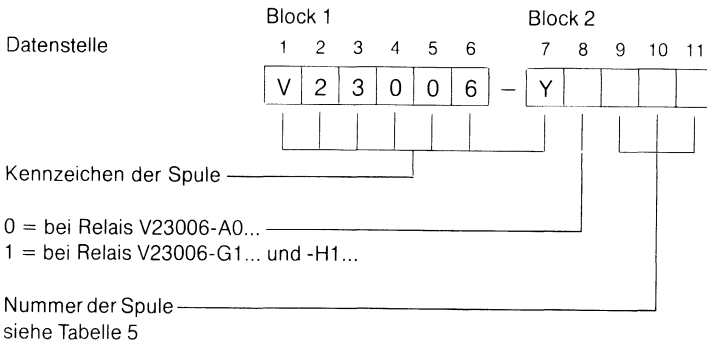 Block 1 Block 2
Datenstelle 1 2 3 4 5 6 7 8 9 10 11
V 2 3 0 0 6 – Y
Kennzeichen der Spule
0 = bei Relais V23006-A0...
1 = bei Relais V23006-G1... und -H1...
Nummer der Spule
siehe Tabelle 5